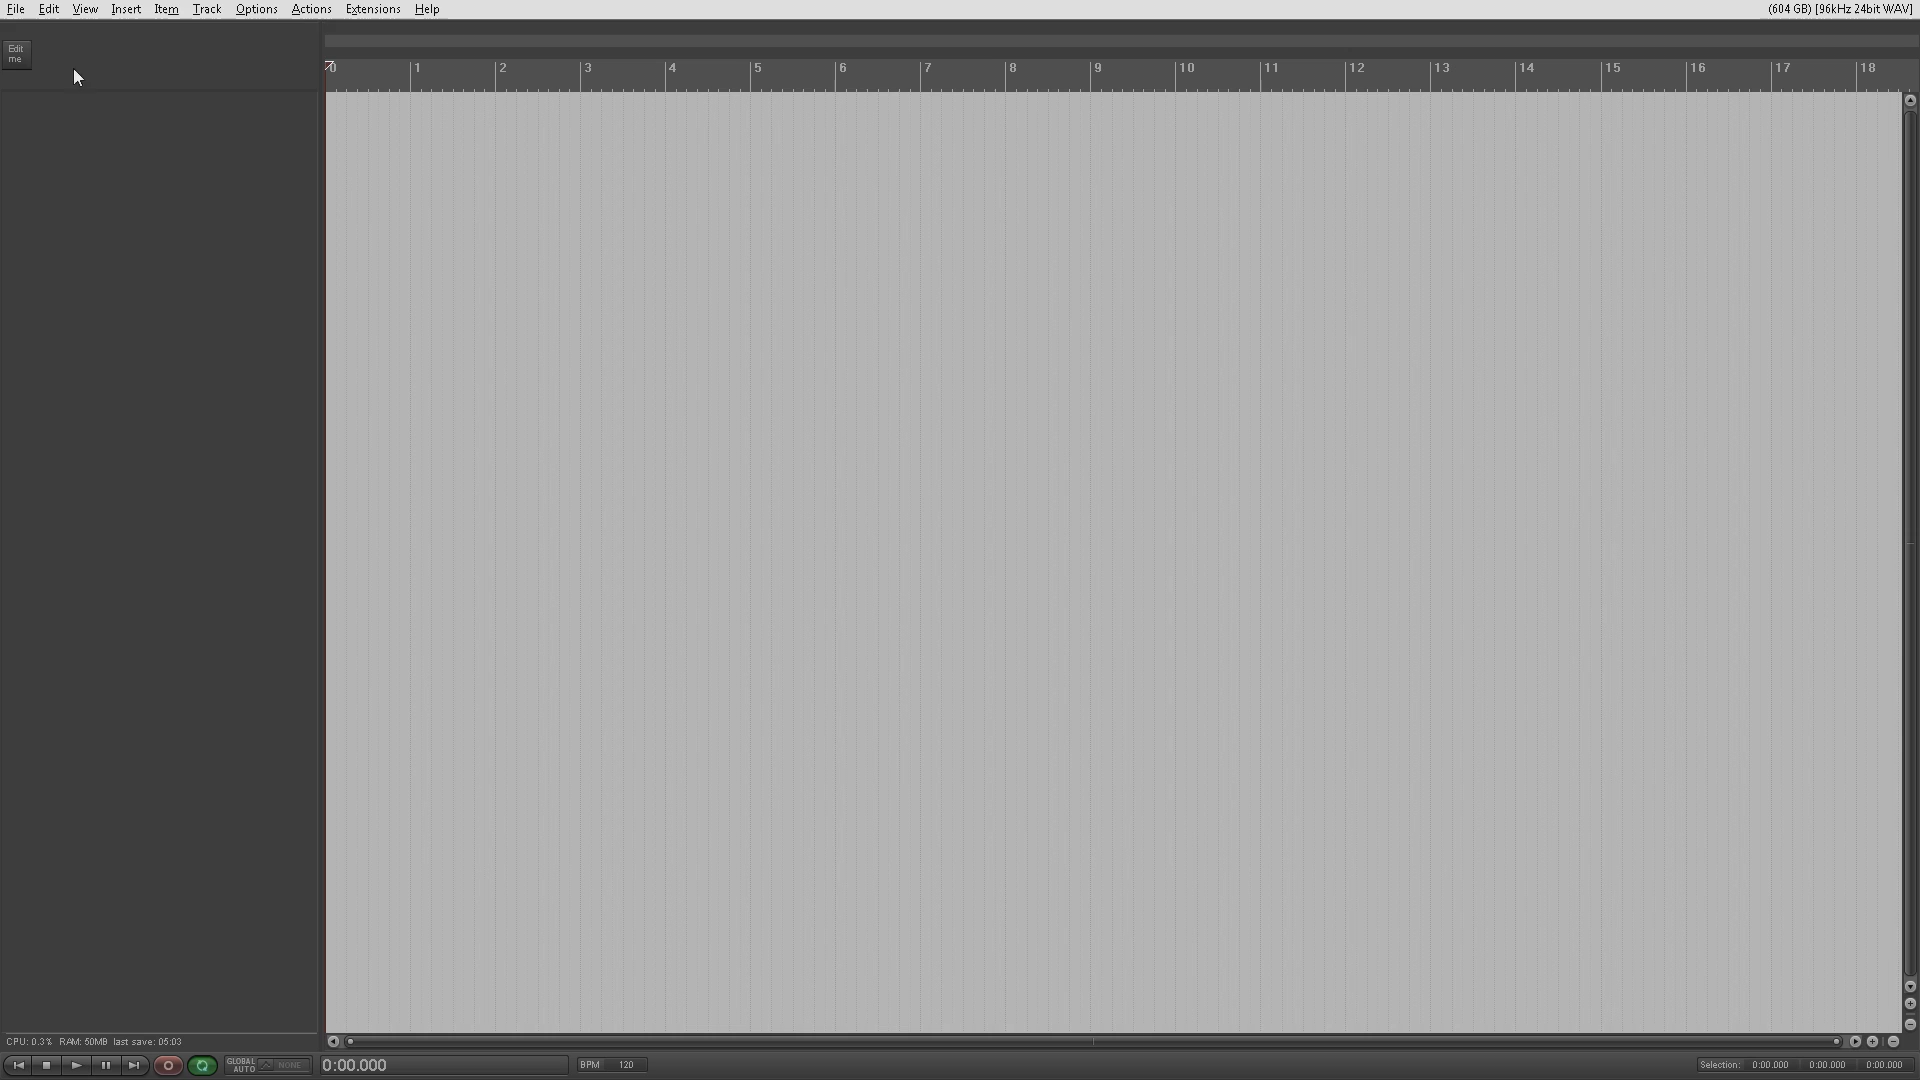 File Edit View Insert Item Track Options Actions Extensions Help (604 GB) [96kHz 24bit WAV]
Edit
me
0 1 2 3 4 5 6 7 8 9 10 11 12 13 14 15 16 17 18
CPU: 0.3% RAM: 50MB last save: 05:03
GLOBAL
AUTO NONE 0:00.000 BPM 120 Selection: 0:00.000 0:00.000 0:00.000